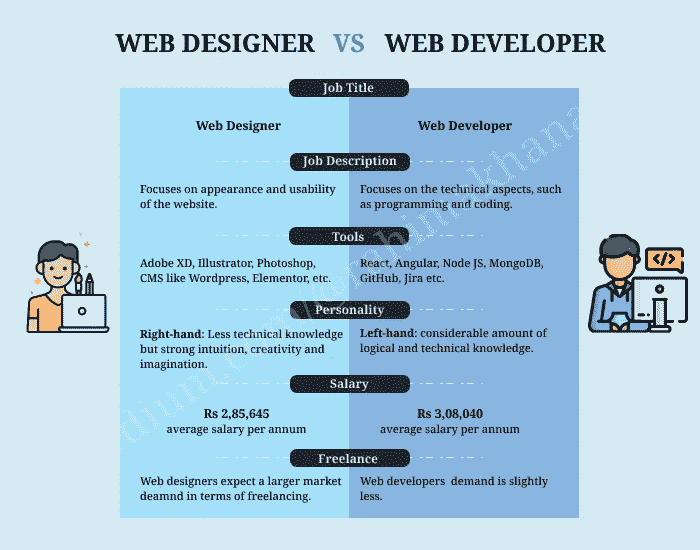 WEB DESIGNER VS WEB DEVELOPER
Job Title
Web Designer
Web Developer
Job Description
Focuses on appearance and usability
of the website.
Focuses on the technical aspects, such
as programming and coding.
Tools
Adobe XD, Illustrator, Photoshop,
CMS like Wordpress, Elementor, etc.
React, Angular, Node JS, MongoDB,
GitHub, Jira etc.
Personality
Right-hand: Less technical knowledge
but strong intuition, creativity and
imagination.
Left-hand: considerable amount of
logical and technical knowledge.
Salary
Rs 2,85,645
average salary per annum
Rs 3,08,040
average salary per annum
Freelance
Web designers expect a larger market
deamnd in terms of freelancing.
Web developers demand is slightly
less.